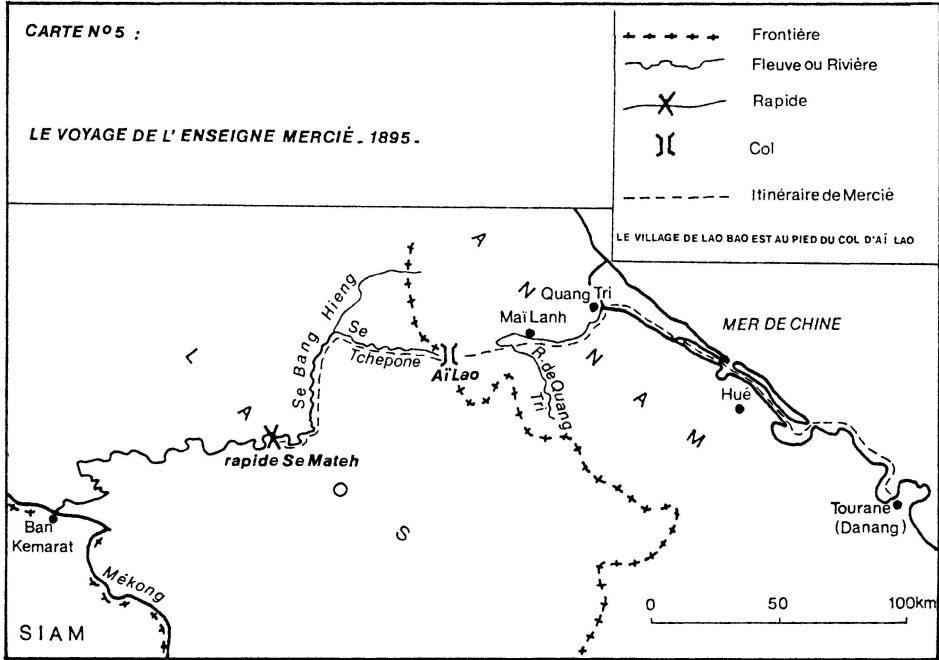 CARTE Nº 5 :
LE VOYAGE DE L' ENSEIGNE MERCIÉ _ 1895 _
Frontière
Fleuve ou Rivière
Rapide
Col
Itinéraire de Mercié
LE VILLAGE DE LAO BAO EST AU PIED DU COL D'AÏ LAO
ANNAM
LAOS
MER DE CHINE
Quang Tri
Maï Lanh
Se Bang Hieng
Se Tchepone
Aï Lao
R. de Quang Tri
Hué
rapide Se Mateh
Ban
Kemarat
Tourane
(Danang)
Mékong
SIAM
0 50 100km